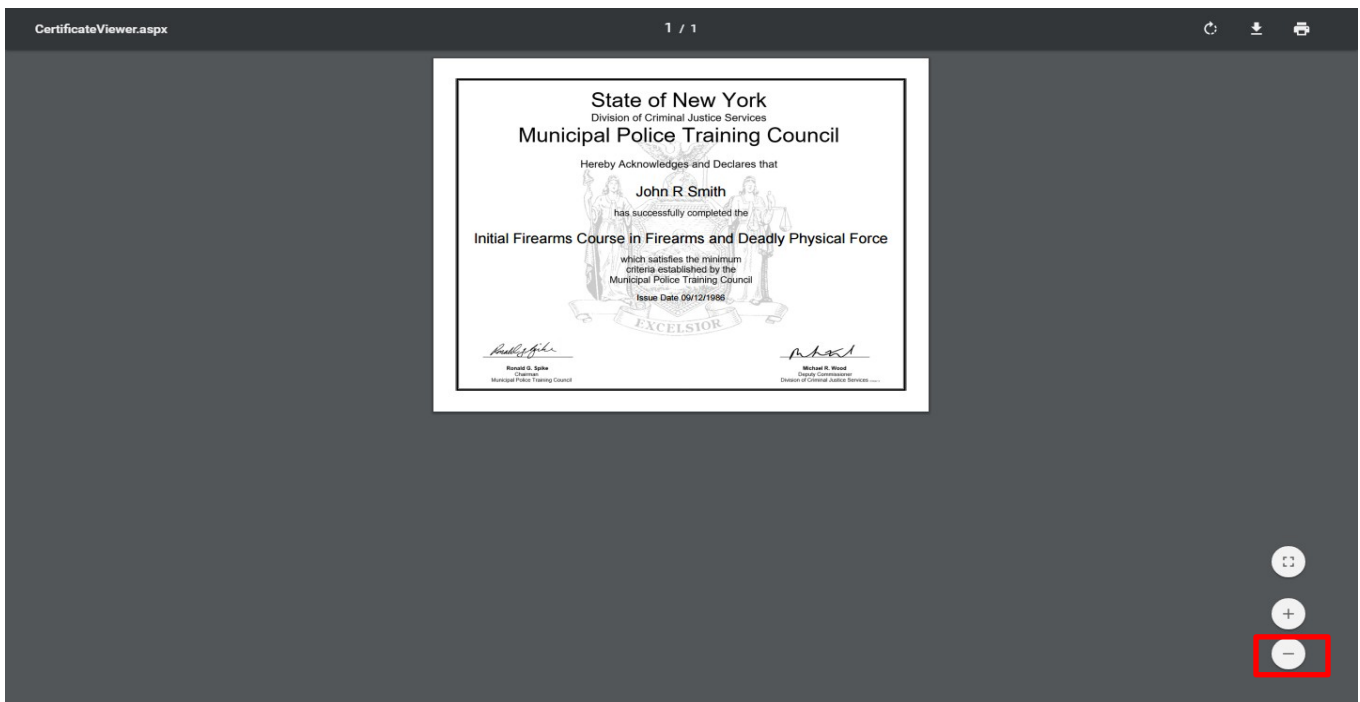 CertificateViewer.aspx
1 / 1
State of New York
Division of Criminal Justice Services
Municipal Police Training Council
Hereby Acknowledges and Declares that
John R Smith
has successfully completed the
Initial Firearms Course in Firearms and Deadly Physical Force
which satisfies the minimum
criteria established by the
Municipal Police Training Council
Issue Date 09/12/1986
EXCELSIOR
Ronald G. Spike
Chairman
Municipal Police Training Council
Michael R. Wood
Deputy Commissioner
Division of Criminal Justice Services